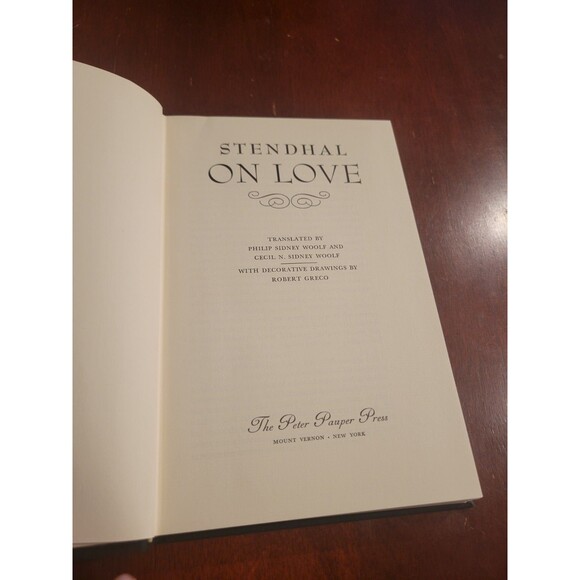 STENDHAL
ON LOVE
TRANSLATED BY
PHILIP SIDNEY WOOLF AND
CECIL N. SIDNEY WOOLF
WITH DECORATIVE DRAWINGS BY
ROBERT GRECO
The Peter Pauper Press
MOUNT VERNON • NEW YORK